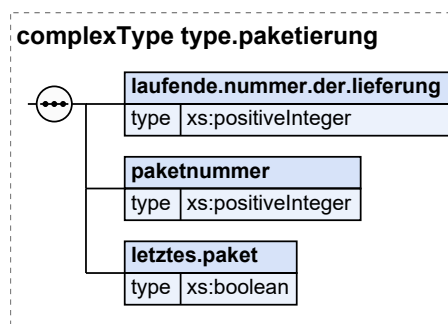 complexType type.paketierung
laufende.nummer.der.lieferung
type xs:positiveInteger
paketnummer
type xs:positiveInteger
letztes.paket
type xs:boolean